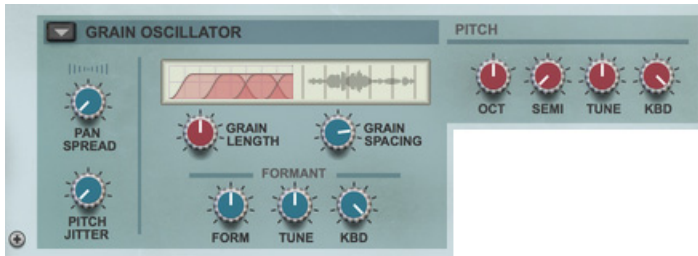 GRAIN OSCILLATOR
PAN
SPREAD
PITCH
JITTER
GRAIN
LENGTH
GRAIN
SPACING
FORMANT
FORM
TUNE
KBD
PITCH
OCT
SEMI
TUNE
KBD